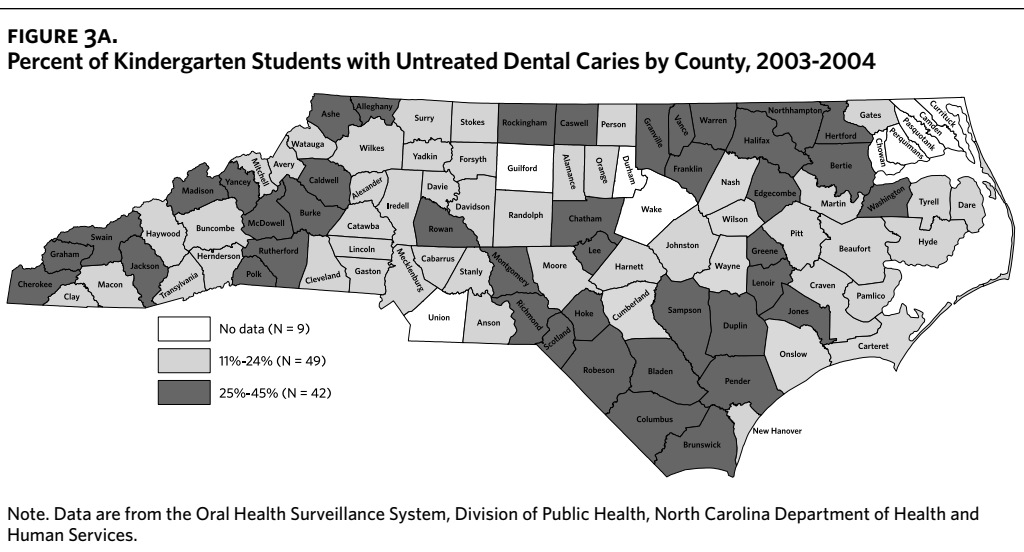 FIGURE 3A.
Percent of Kindergarten Students with Untreated Dental Caries by County, 2003-2004
Ashe
Alleghany
Surry
Stokes
Rockingham
Caswell
Person
Granville
Vance
Warren
Northhampton
Halifax
Hertford
Gates
Currituck
Camden
Pasquotank
Perquimans
Chowan
Watauga
Wilkes
Yadkin
Forsyth
Guilford
Alamance
Orange
Durham
Franklin
Bertie
Mitchell
Avery
Caldwell
Alexander
Iredell
Davie
Davidson
Randolph
Chatham
Wake
Nash
Edgecombe
Martin
Washington
Tyrell
Dare
Madison
Yancey
Burke
McDowell
Catawba
Rowan
Wilson
Pitt
Beaufort
Hyde
Swain
Haywood
Buncombe
Graham
Jackson
Hernderson
Rutherford
Polk
Cleveland
Lincoln
Gaston
Mecklenburg
Cabarrus
Stanly
Montgomery
Moore
Lee
Harnett
Johnston
Wayne
Greene
Lenoir
Craven
Pamlico
Cherokee
Clay
Macon
Transylvania
Union
Anson
Richmond
Scotland
Hoke
Cumberland
Sampson
Duplin
Jones
Onslow
Carteret
Robeson
Bladen
Pender
Columbus
Brunswick
New Hanover
No data (N = 9)
11%-24% (N = 49)
25%-45% (N = 42)
Note. Data are from the Oral Health Surveillance System, Division of Public Health, North Carolina Department of Health and
Human Services.